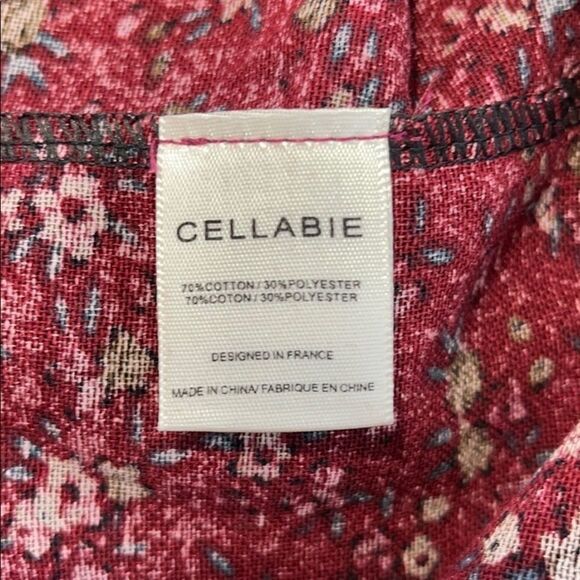 CELLABIE
70%COTTON / 30%POLYESTER
70%COTON / 30%POLYESTER
DESIGNED IN FRANCE
MADE IN CHINA/ FABRIQUE EN CHINE